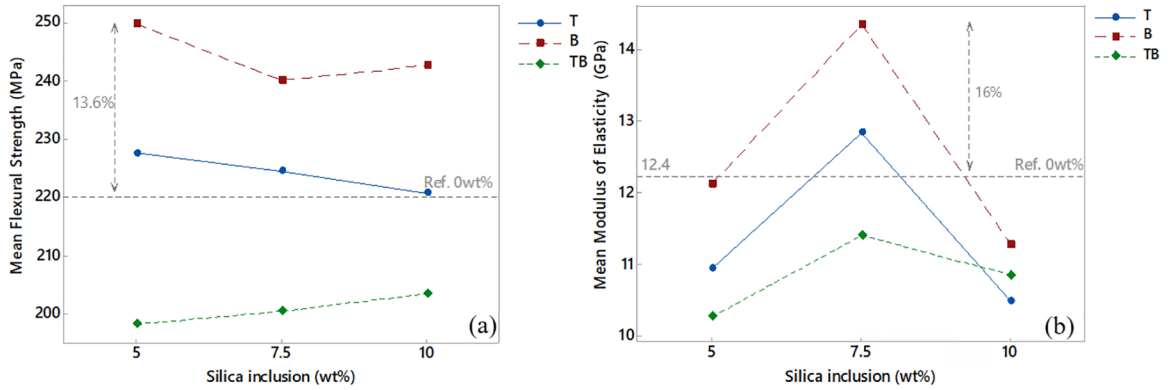 Mean Flexural Strength (MPa)
250
240
230
220
210
200
13.6%
Ref. 0wt%
(a)
5
7.5
10
Silica inclusion (wt%)
T
B
TB
Mean Modulus of Elasticity (GPa)
14
13
12
11
10
12.4
16%
Ref. 0wt%
(b)
5
7.5
10
Silica inclusion (wt%)
T
B
TB